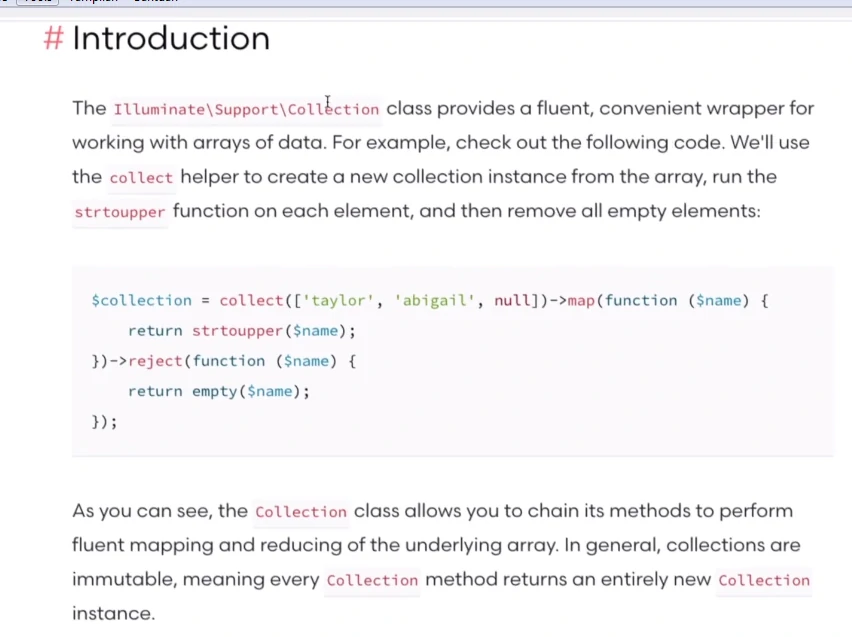 # Introduction
The Illuminate\Support\Collection class provides a fluent, convenient wrapper for
working with arrays of data. For example, check out the following code. We'll use
the collect helper to create a new collection instance from the array, run the
strtoupper function on each element, and then remove all empty elements:
$collection = collect(['taylor', 'abigail', null])->map(function ($name) {
    return strtoupper($name);
})->reject(function ($name) {
    return empty($name);
});
As you can see, the Collection class allows you to chain its methods to perform
fluent mapping and reducing of the underlying array. In general, collections are
immutable, meaning every Collection method returns an entirely new Collection
instance.